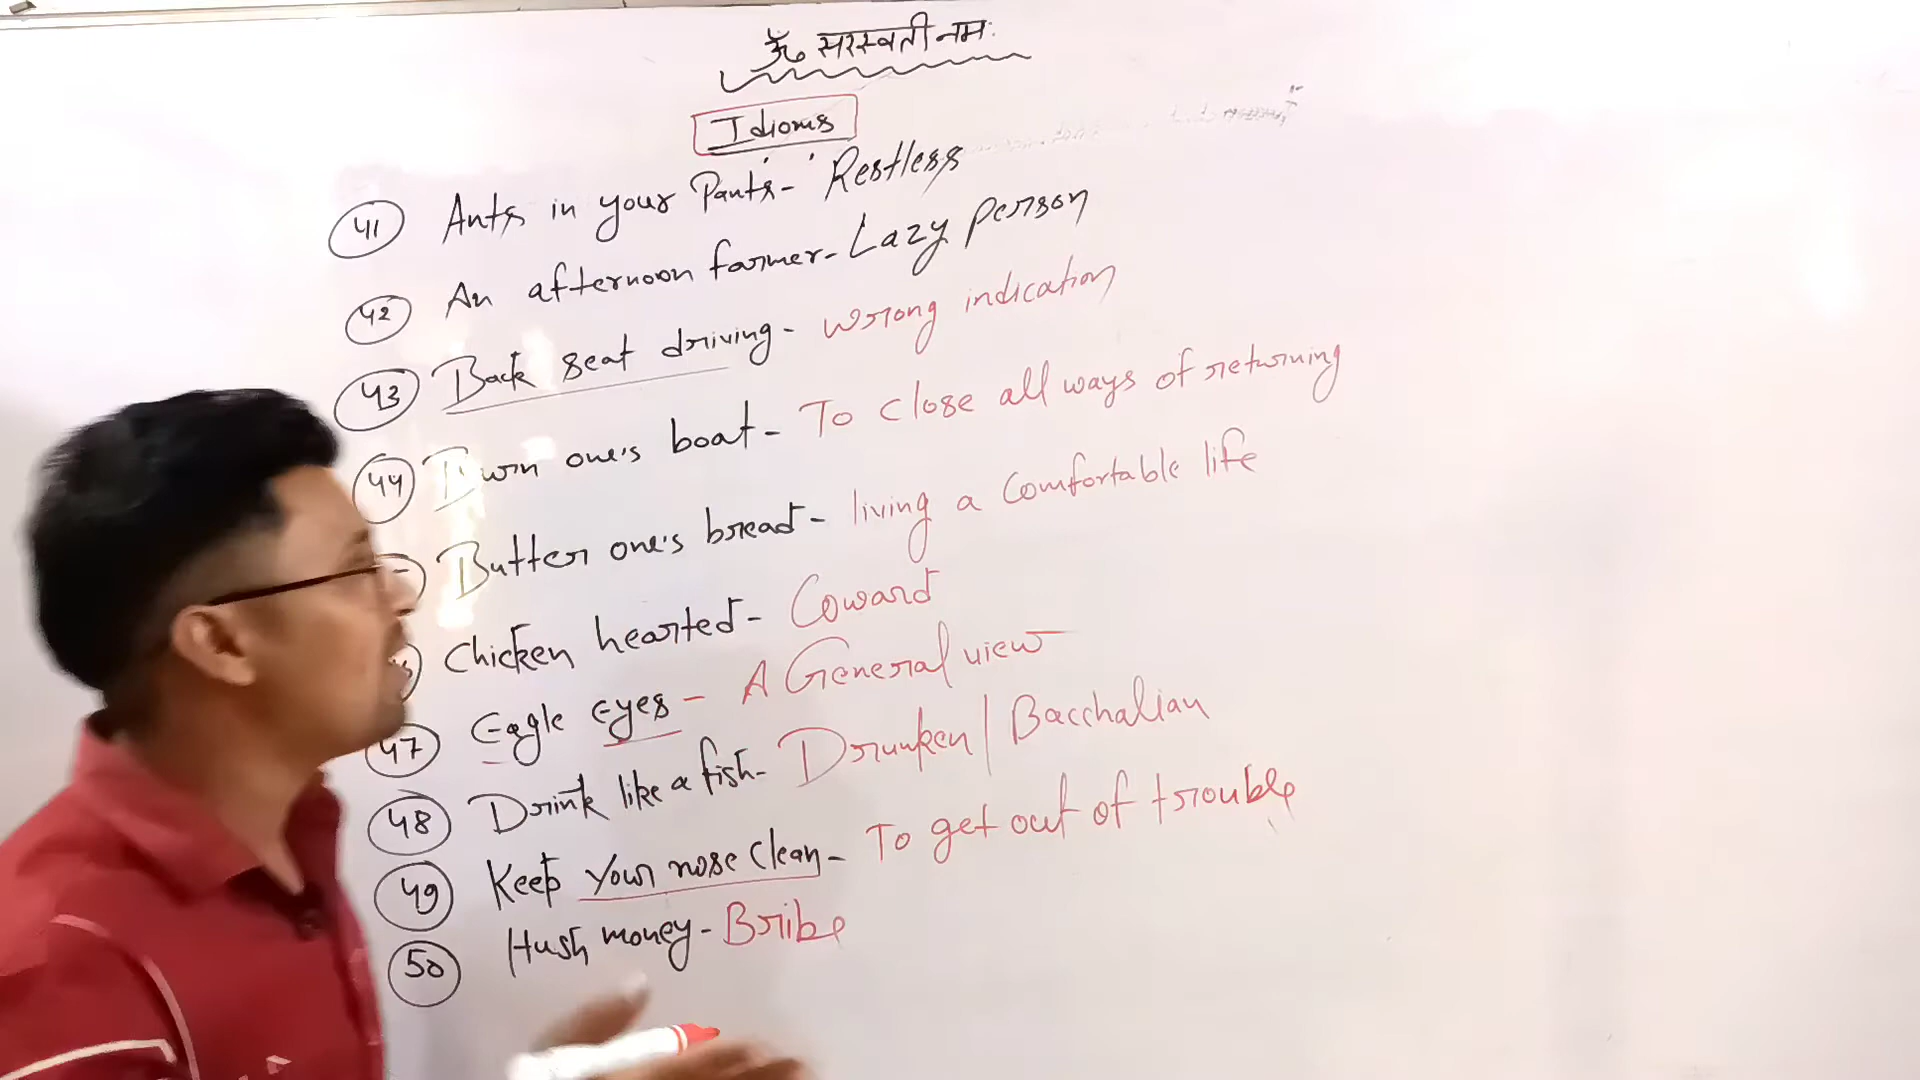 ॐ सरस्वती नमः
Idioms
41 Ants in your Pants - Restless
42 An afternoon farmer - Lazy person
43 Back seat driving - wrong indication
44 Burn one's boat - To close all ways of returning
Butter one's bread - living a comfortable life
Chicken hearted - Coward
47 Eagle Eyes - A General view
48 Drink like a fish - Drunken / Bacchalian
49 Keep your nose clean - To get out of trouble
50 Hush money - Bribe